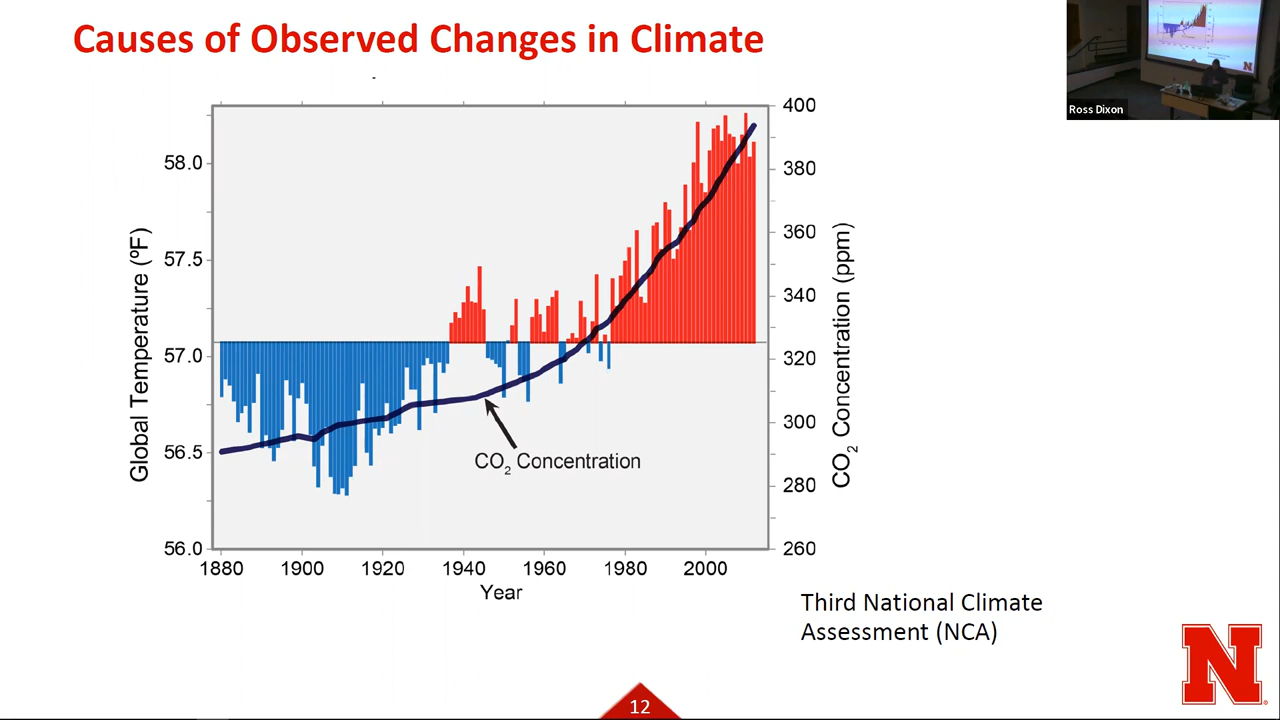 Causes of Observed Changes in Climate
Ross Dixon
400
380
360
340
320
300
280
260
CO2 Concentration (ppm)
58.0
57.5
57.0
56.5
56.0
Global Temperature (ºF)
CO2 Concentration
1880 1900 1920 1940 1960 1980 2000
Year
Third National Climate
Assessment (NCA)
N
12